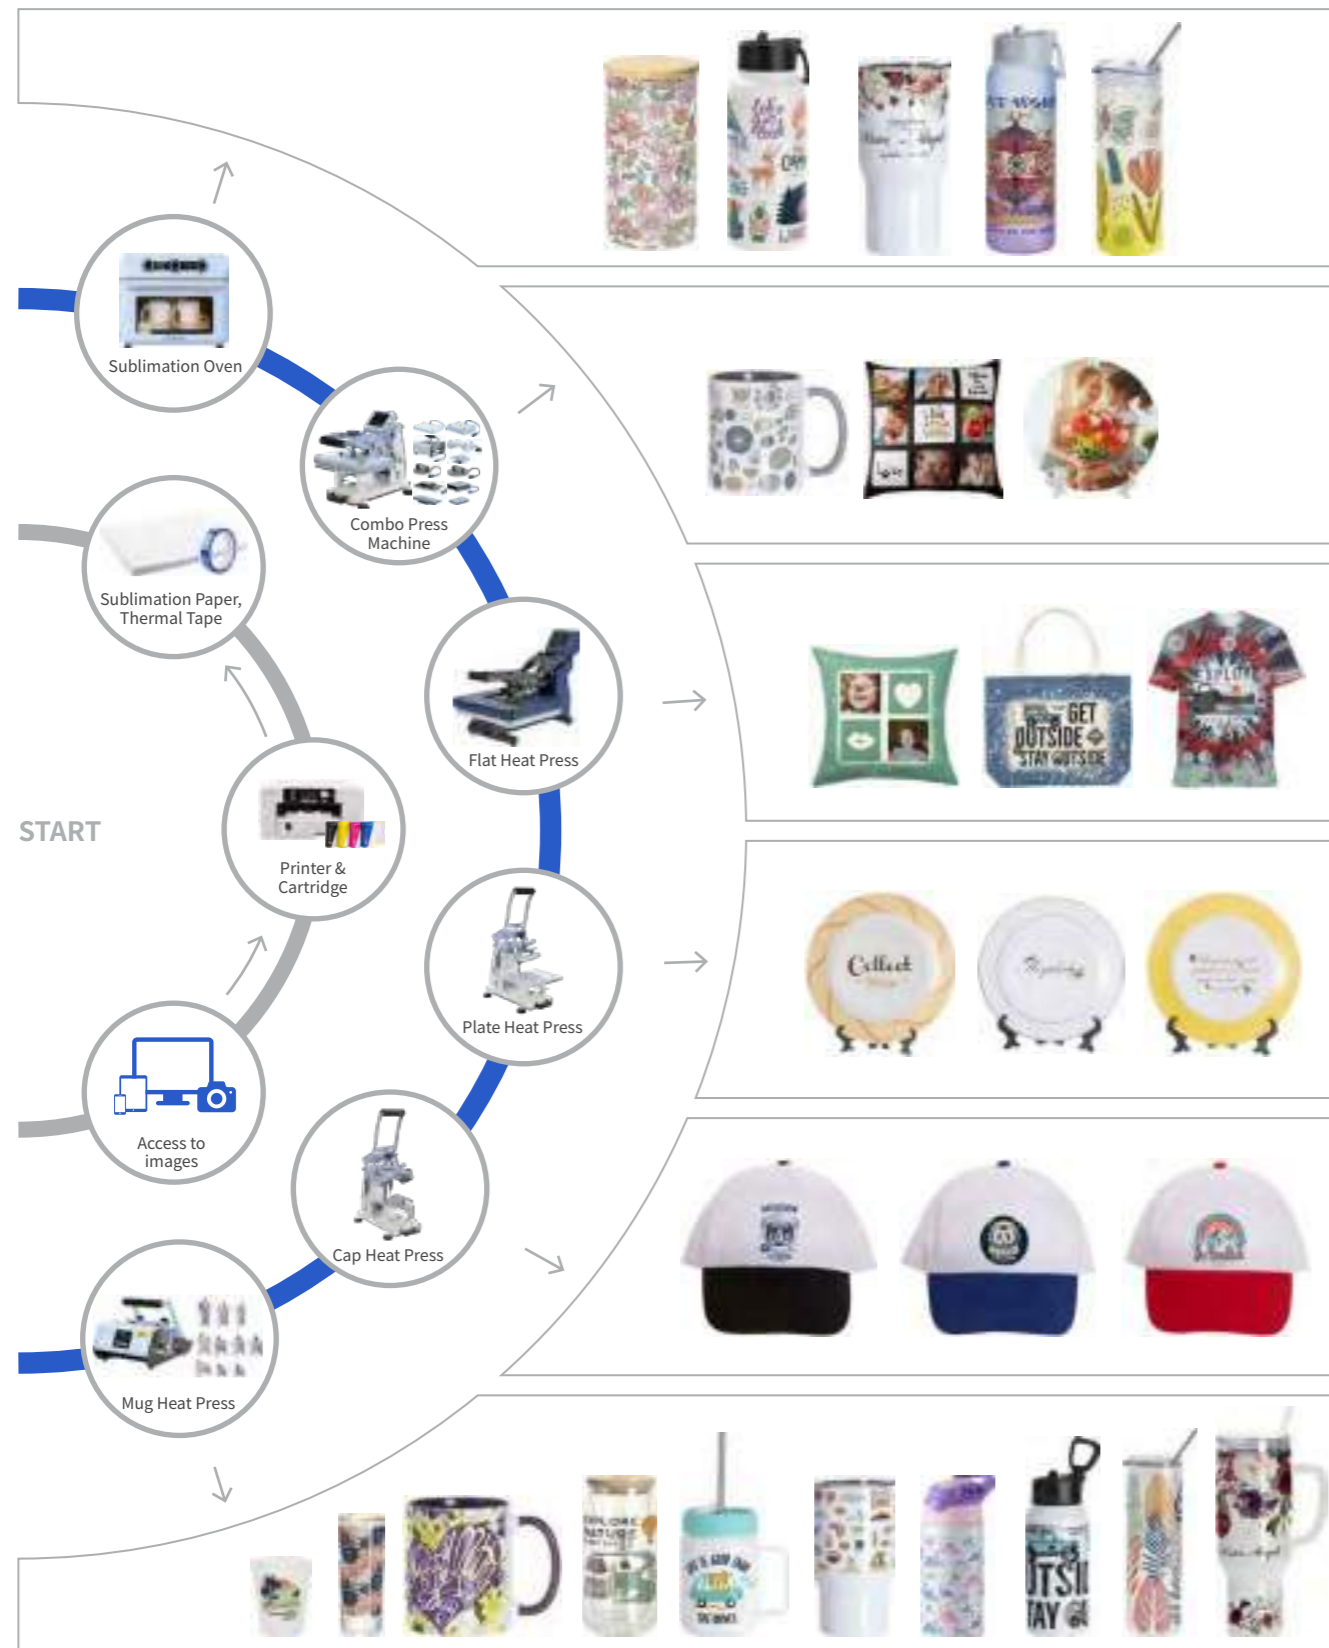 Sublimation Oven
Combo Press
Machine
Sublimation Paper,
Thermal Tape
Flat Heat Press
START
Printer &
Cartridge
Plate Heat Press
Access to
images
Cap Heat Press
Mug Heat Press
GET
OUTSIDE
STAY OUTSIDE
EXPLORE
Collect